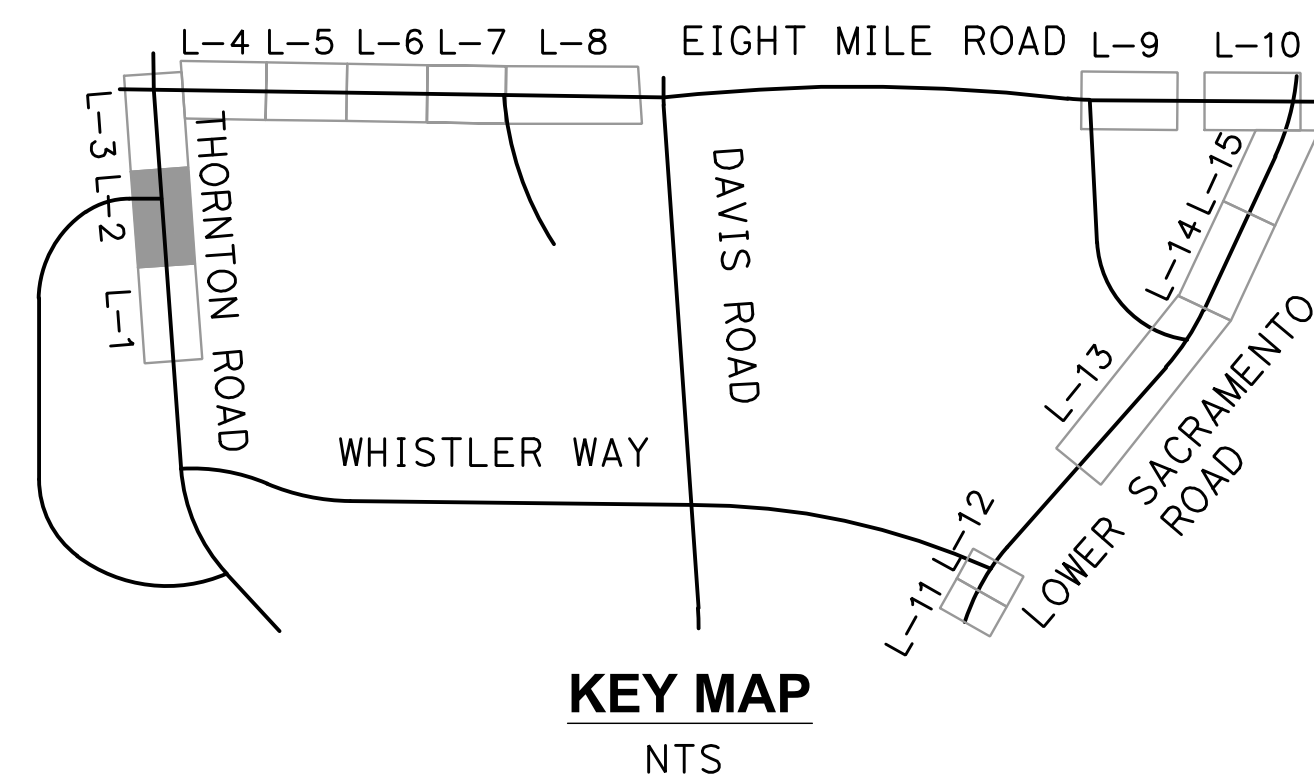 L-4 L-5 L-6 L-7 L-8 EIGHT MILE ROAD L-9 L-10
L-3
L-2
L-1
THORNTON ROAD
DAVIS ROAD
WHISTLER WAY
L-15
L-14
L-13
L-12
L-11
LOWER SACRAMENTO
ROAD
KEY MAP
NTS